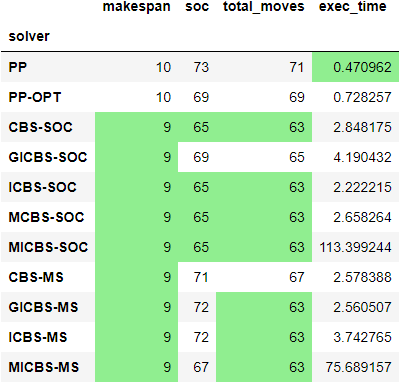 makespan soc total_moves exec_time
solver
PP 10 73 71 0.470962
PP-OPT 10 69 69 0.728257
CBS-SOC 9 65 63 2.848175
GICBS-SOC 9 69 65 4.190432
ICBS-SOC 9 65 63 2.222215
MCBS-SOC 9 65 63 2.658264
MICBS-SOC 9 65 63 113.399244
CBS-MS 9 71 67 2.578388
GICBS-MS 9 72 63 2.560507
ICBS-MS 9 72 63 3.742765
MICBS-MS 9 67 63 75.689157